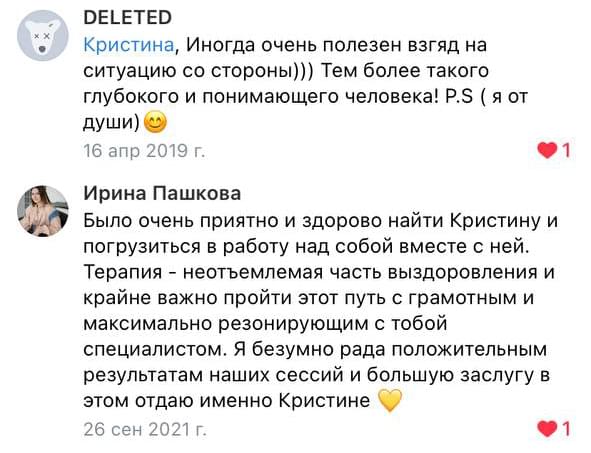 DELETED
Кристина, Иногда очень полезен взгяд на
ситуацию со стороны))) Тем более такого
глубокого и понимающего человека! P.S ( я от
души)😊
16 апр 2019 г.
1
Ирина Пашкова
Было очень приятно и здорово найти Кристину и
погрузиться в работу над собой вместе с ней.
Терапия - неотъемлемая часть выздоровления и
крайне важно пройти этот путь с грамотным и
максимально резонирующим с тобой
специалистом. Я безумно рада положительным
результатам наших сессий и большую заслугу в
этом отдаю именно Кристине 💛
26 сен 2021 г.
1